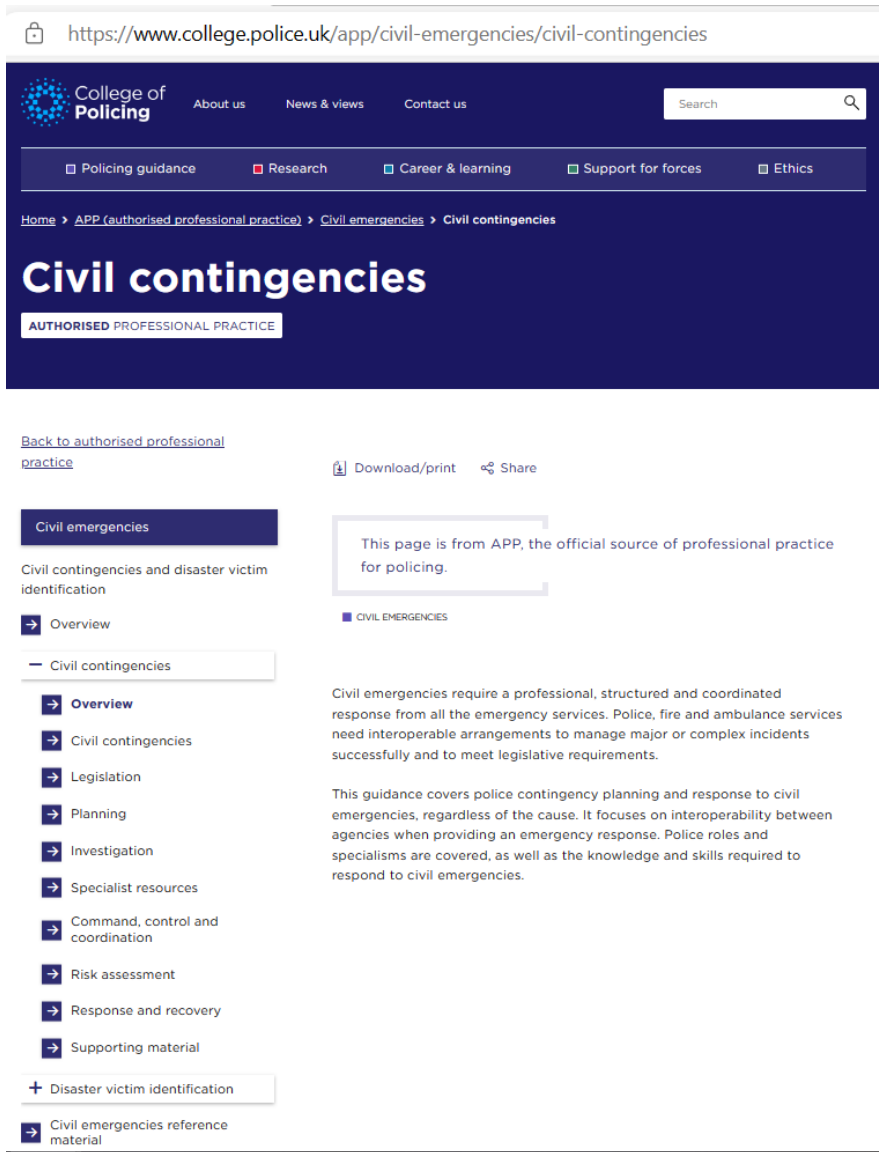 https://www.college.police.uk/app/civil-emergencies/civil-contingencies
College of
Policing
About us
News & views
Contact us
Search
Policing guidance
Research
Career & learning
Support for forces
Ethics
Home > APP (authorised professional practice) > Civil emergencies > Civil contingencies
Civil contingencies
AUTHORISED PROFESSIONAL PRACTICE
Back to authorised professional
practice
Civil emergencies
Civil contingencies and disaster victim
identification
Overview
Civil contingencies
Overview
Civil contingencies
Legislation
Planning
Investigation
Specialist resources
Command, control and
coordination
Risk assessment
Response and recovery
Supporting material
Disaster victim identification
Civil emergencies reference
material
Download/print
Share
This page is from APP, the official source of professional practice
for policing.
CIVIL EMERGENCIES
Civil emergencies require a professional, structured and coordinated
response from all the emergency services. Police, fire and ambulance services
need interoperable arrangements to manage major or complex incidents
successfully and to meet legislative requirements.
This guidance covers police contingency planning and response to civil
emergencies, regardless of the cause. It focuses on interoperability between
agencies when providing an emergency response. Police roles and
specialisms are covered, as well as the knowledge and skills required to
respond to civil emergencies.